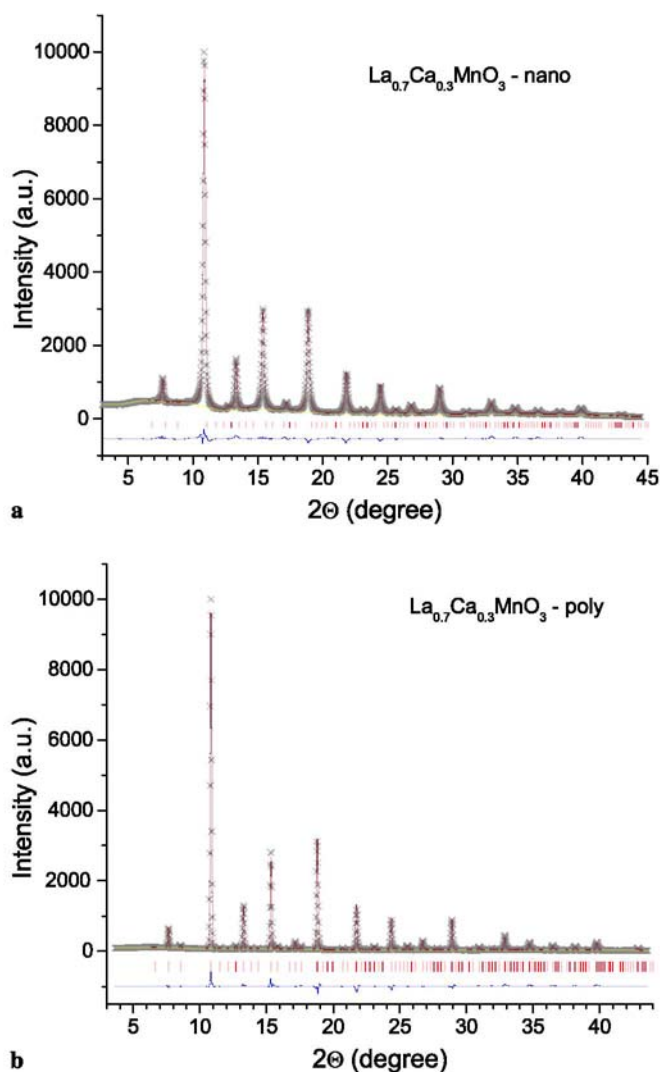 La0.7Ca0.3MnO3 - nano
Intensity (a.u.)
10000
8000
6000
4000
2000
0
5 10 15 20 25 30 35 40 45
2Θ (degree)
a
La0.7Ca0.3MnO3 - poly
Intensity (a.u.)
10000
8000
6000
4000
2000
0
5 10 15 20 25 30 35 40
2Θ (degree)
b